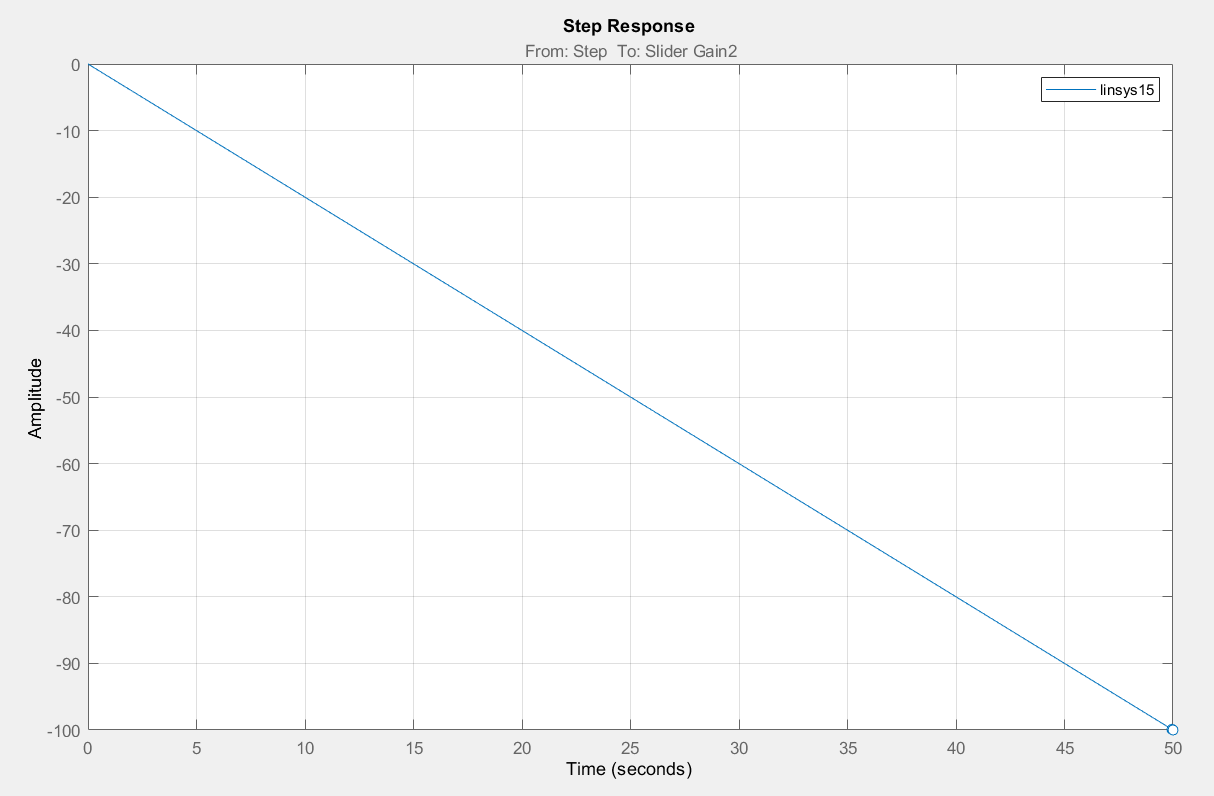 Step Response
From: Step  To: Slider Gain2
linsys15
Amplitude
0
-10
-20
-30
-40
-50
-60
-70
-80
-90
-100
0 5 10 15 20 25 30 35 40 45 50
Time (seconds)